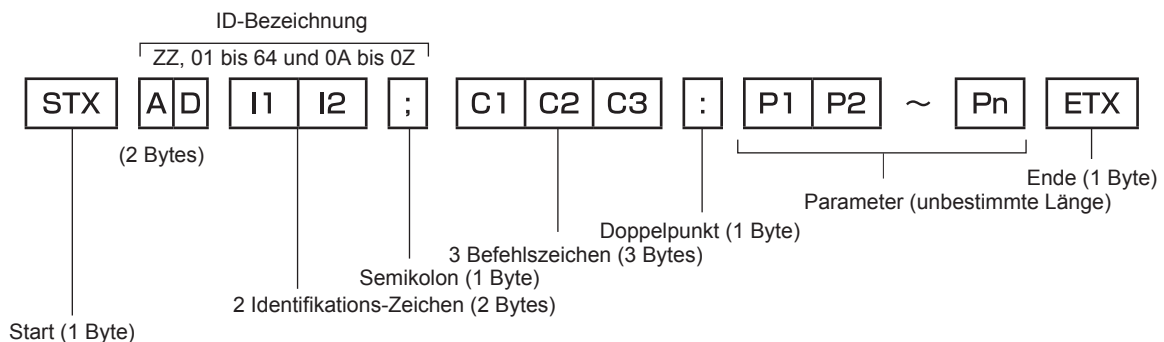 ID-Bezeichnung
ZZ, 01 bis 64 und 0A bis 0Z
STX A D I1 I2 ; C1 C2 C3 : P1 P2 ~ Pn ETX
(2 Bytes)
Ende (1 Byte)
Parameter (unbestimmte Länge)
Doppelpunkt (1 Byte)
3 Befehlszeichen (3 Bytes)
Semikolon (1 Byte)
2 Identifikations-Zeichen (2 Bytes)
Start (1 Byte)